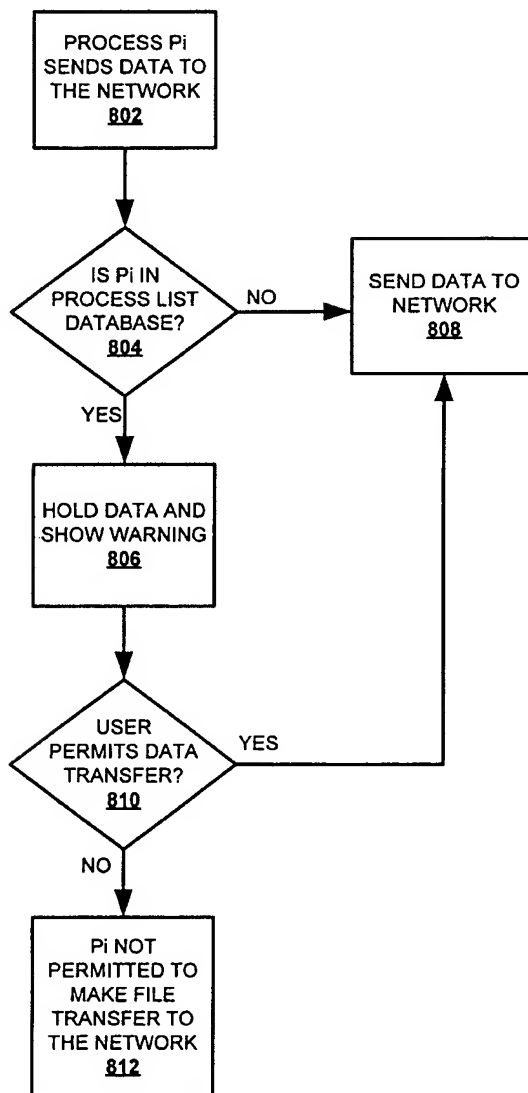 PROCESS Pi
SENDS DATA TO
THE NETWORK
802
IS Pi IN
PROCESS LIST
DATABASE?
804
NO
SEND DATA TO
NETWORK
808
YES
HOLD DATA AND
SHOW WARNING
806
USER
PERMITS DATA
TRANSFER?
810
YES
NO
Pi NOT
PERMITTED TO
MAKE FILE
TRANSFER TO
THE NETWORK
812